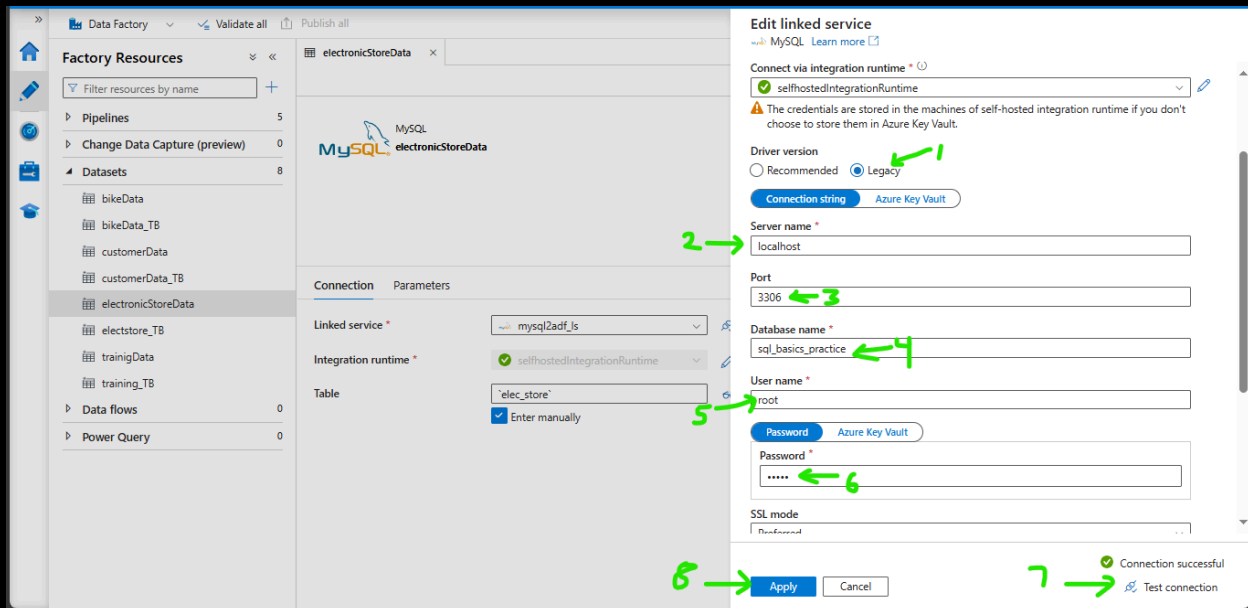 Data Factory
Validate all
Publish all
Factory Resources
Filter resources by name
Pipelines 5
Change Data Capture (preview) 0
Datasets 8
bikeData
bikeData_TB
customerData
customerData_TB
electronicStoreData
electstore_TB
trainigData
training_TB
Data flows 0
Power Query 0
electronicStoreData
MySQL
MySQL
electronicStoreData
Connection Parameters
Linked service * mysql2adf_ls
Integration runtime * selfhostedIntegrationRuntime
Table `elec_store`
Enter manually
Edit linked service
MySQL Learn more
Connect via integration runtime *
selfhostedIntegrationRuntime
The credentials are stored in the machines of self-hosted integration runtime if you don't
choose to store them in Azure Key Vault.
Driver version
Recommended Legacy 1
Connection string Azure Key Vault
Server name *
2 localhost
Port
3306 3
Database name *
sql_basics_practice 4
User name *
5 root
Password Azure Key Vault
Password *
••••• 6
SSL mode
Preferred
Connection successful
7 Test connection
8 Apply Cancel